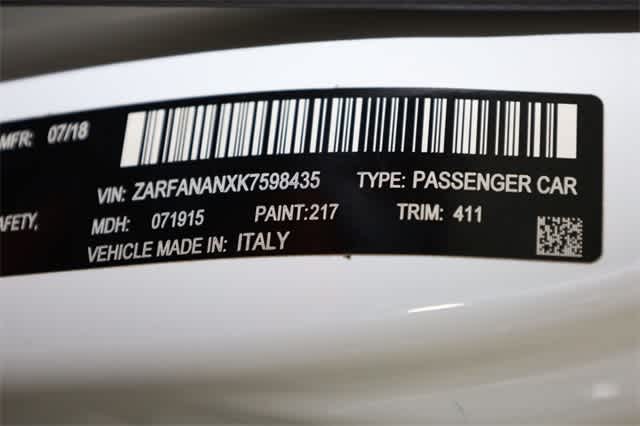 MFR: 07/18
VIN: ZARFANANXK7598435 TYPE: PASSENGER CAR
AFETY, MDH: 071915 PAINT:217 TRIM: 411
VEHICLE MADE IN: ITALY